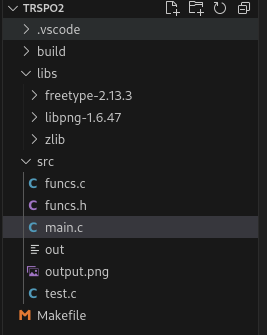 TRSPO2
.vscode
build
libs
freetype-2.13.3
libpng-1.6.47
zlib
src
C funcs.c
C funcs.h
C main.c
out
output.png
C test.c
M Makefile